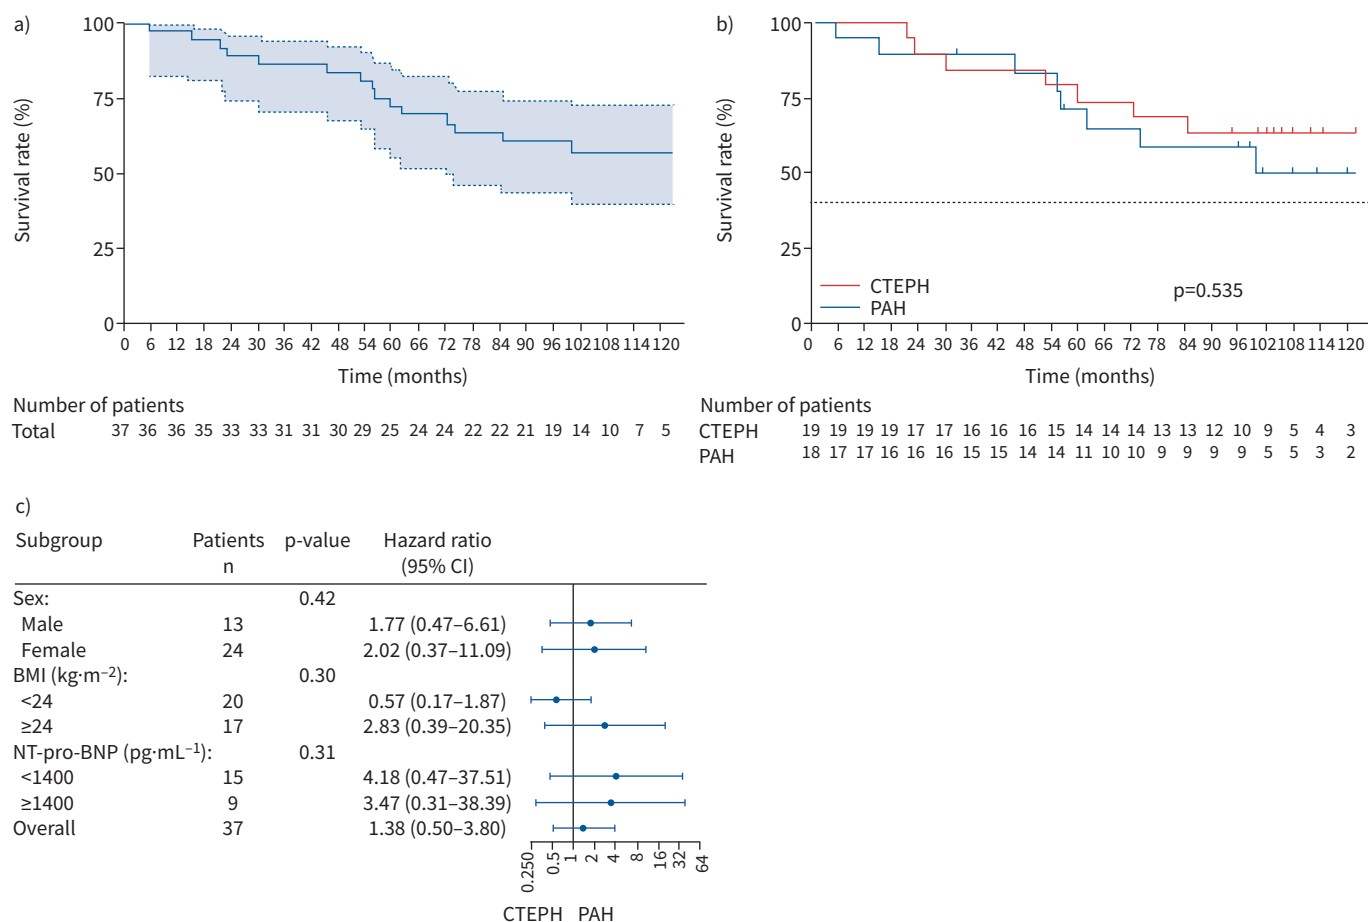 a)
100
75
50
25
0
Survival rate (%)
0 6 12 18 24 30 36 42 48 54 60 66 72 78 84 90 96 102 108 114 120
Time (months)
Number of patients
Total 37 36 36 35 33 33 31 31 30 29 25 24 24 22 22 21 19 14 10 7 5
b)
100
75
50
25
0
Survival rate (%)
CTEPH
PAH
p=0.535
0 6 12 18 24 30 36 42 48 54 60 66 72 78 84 90 96 102 108 114 120
Time (months)
Number of patients
CTEPH 19 19 19 19 17 17 16 16 16 15 14 14 14 13 13 12 10 9 5 4 3
PAH 18 17 17 16 16 16 15 15 14 14 11 10 10 9 9 9 9 5 5 3 2
c)
Subgroup Patients n p-value Hazard ratio (95% CI)
Sex: 0.42
Male 13 1.77 (0.47–6.61)
Female 24 2.02 (0.37–11.09)
BMI (kg·m⁻²): 0.30
<24 20 0.57 (0.17–1.87)
≥24 17 2.83 (0.39–20.35)
NT-pro-BNP (pg·mL⁻¹): 0.31
<1400 15 4.18 (0.47–37.51)
≥1400 9 3.47 (0.31–38.39)
Overall 37 1.38 (0.50–3.80)
0.250 0.5 1 2 4 8 16 32 64
CTEPH PAH